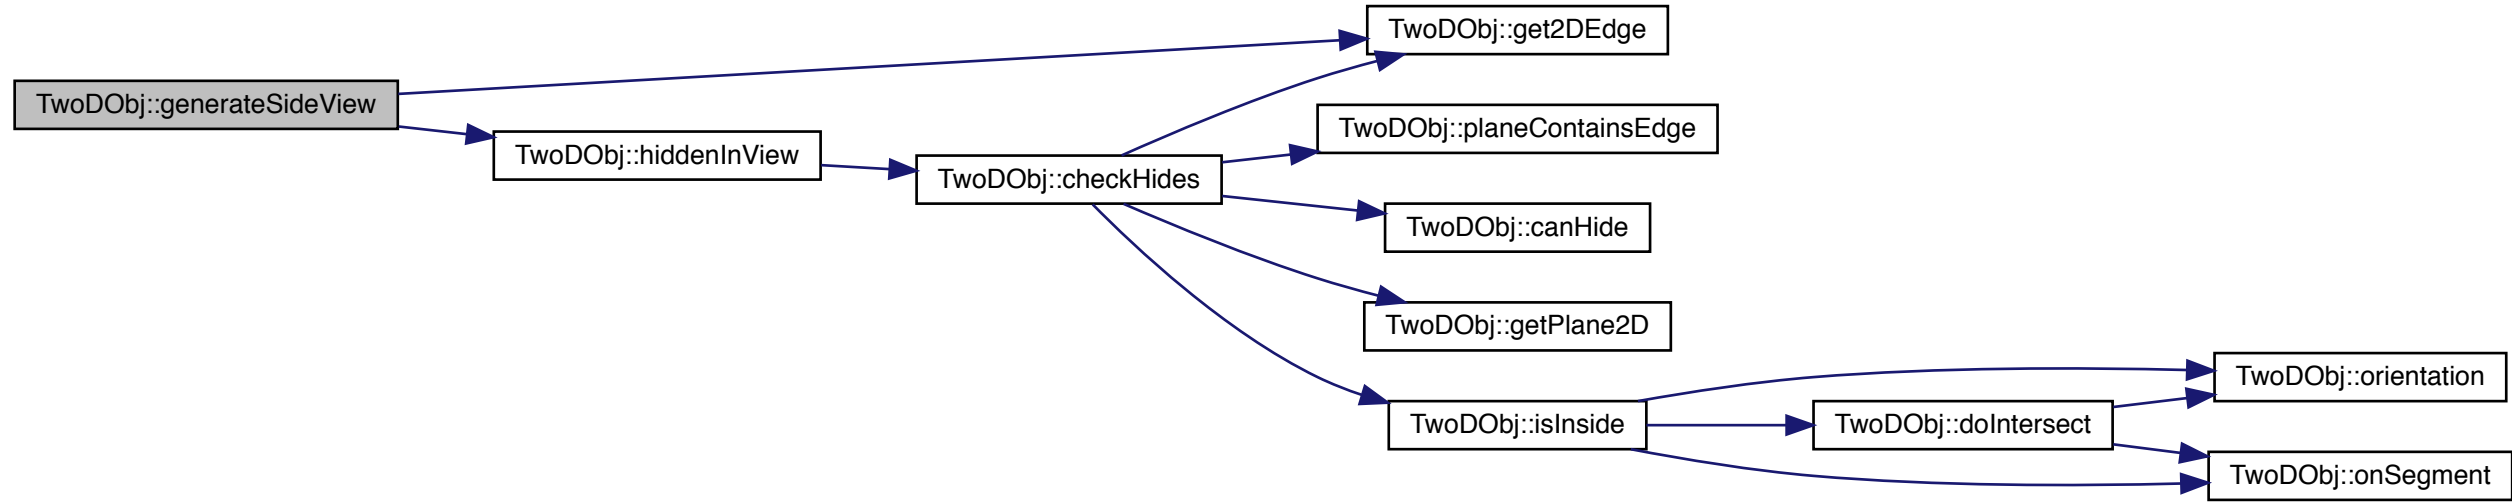 TwoDObj::generateSideView
TwoDObj::get2DEdge
TwoDObj::hiddenInView
TwoDObj::checkHides
TwoDObj::planeContainsEdge
TwoDObj::canHide
TwoDObj::getPlane2D
TwoDObj::isInside
TwoDObj::doIntersect
TwoDObj::orientation
TwoDObj::onSegment